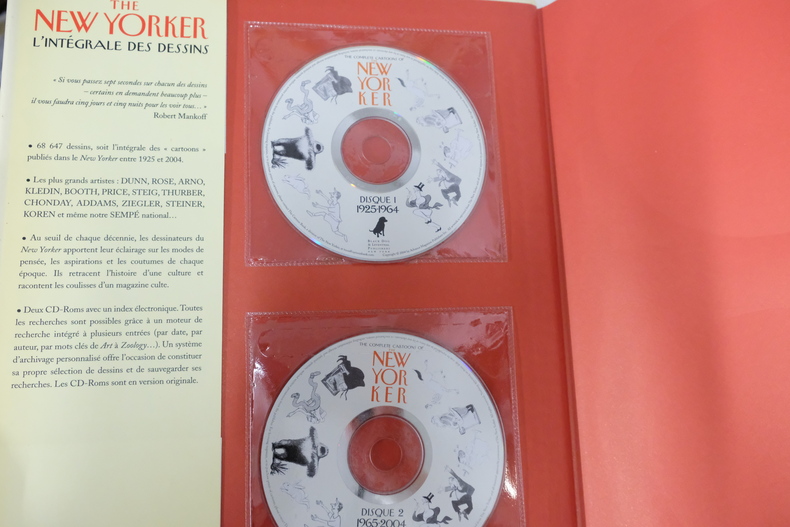 THE
NEW YORKER
L'INTÉGRALE DES DESSINS
« Si vous passez sept secondes sur chacun des dessins
– certains en demandent beaucoup plus –
il vous faudra cinq jours et cinq nuits pour les voir tous... »
Robert Mankoff
• 68 647 dessins, soit l'intégrale des « cartoons »
publiés dans le New Yorker entre 1925 et 2004.
• Les plus grands artistes : DUNN, ROSE, ARNO,
KLEDIN, BOOTH, PRICE, STEIG, THURBER,
CHONDAY, ADDAMS, ZIEGLER, STEINER,
KOREN et même notre SEMPÉ national...
• Au seuil de chaque décennie, les dessinateurs du
New Yorker apportent leur éclairage sur les modes de
pensée, les aspirations et les coutumes de chaque
époque. Ils retracent l'histoire d'une culture et
racontent les coulisses d'un magazine culte.
• Deux CD-Roms avec un index électronique. Toutes
les recherches sont possibles grâce à un moteur de
recherche intégré à plusieurs entrées (par date, par
auteur, par mots clés de Art à Zoology...). Un système
d'archivage personnalisé offre l'occasion de constituer
sa propre sélection de dessins et de sauvegarder ses
recherches. Les CD-Roms sont en version originale.
THE COMPLETE CARTOONS OF
NEW
YOR
KER
DISQUE 1
1925-1964
THE COMPLETE CARTOONS OF
NEW
YOR
KER
DISQUE 2
1965-2004